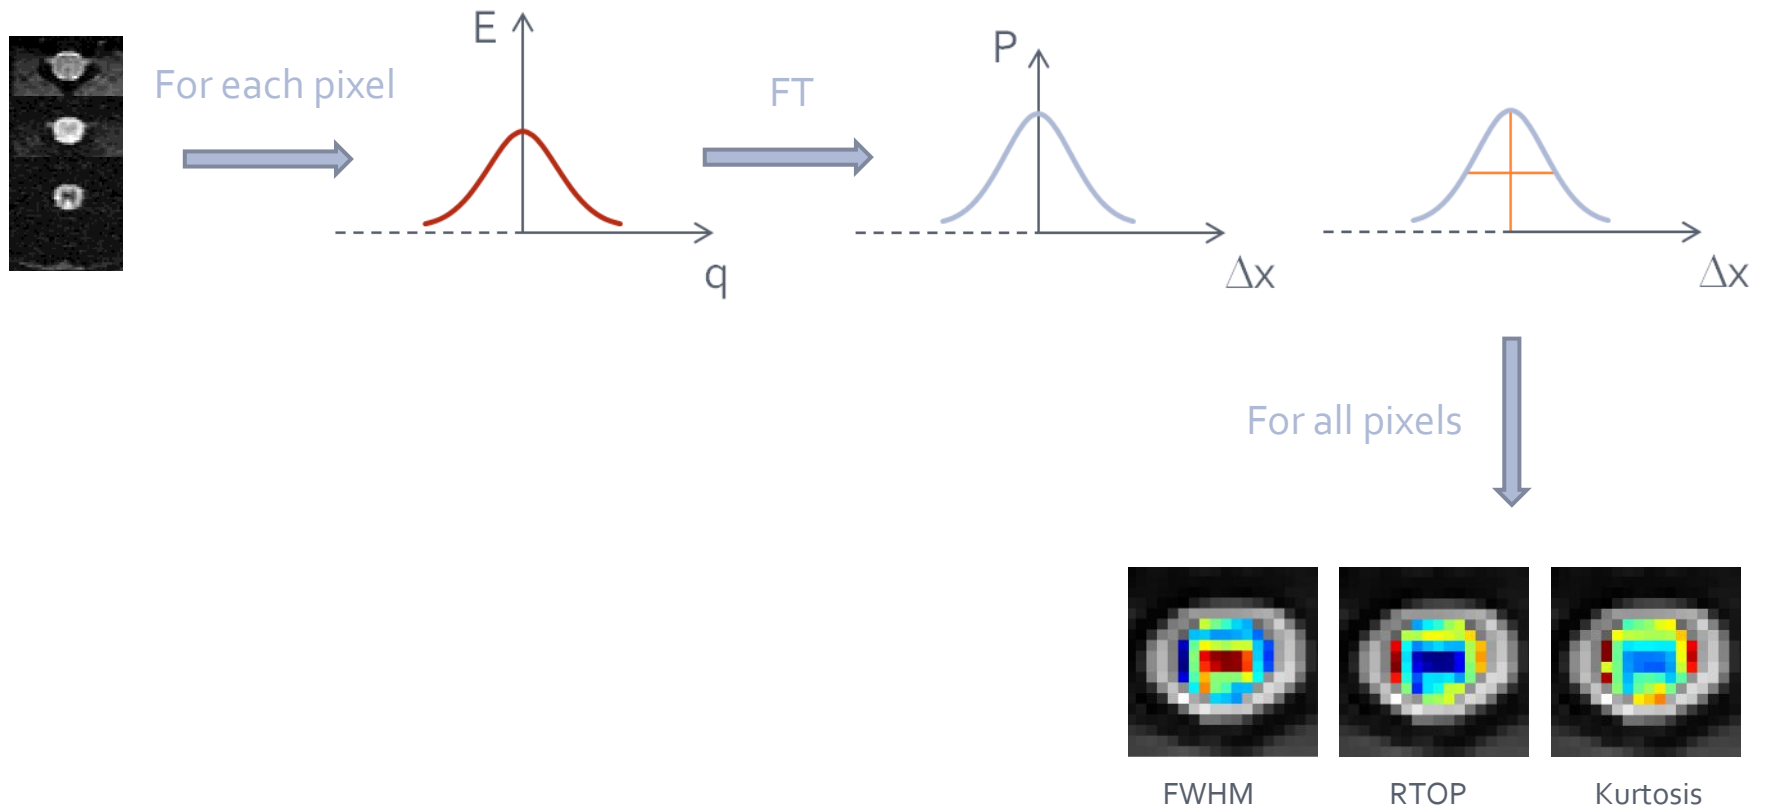 E
For each pixel
FT
P
q
Δx
Δx
For all pixels
FWHM
RTOP
Kurtosis